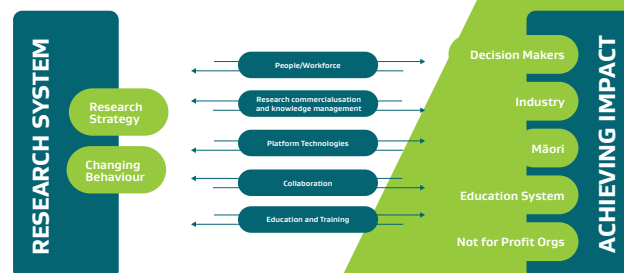 RESEARCH SYSTEM
Research
Strategy
Changing
Behaviour
People/Workforce
Research commercialusation
and knowledge management
Platform Technologies
Collaboration
Education and Training
Decision Makers
Industry
Māori
Education System
Not for Profit Orgs
ACHIEVING IMPACT